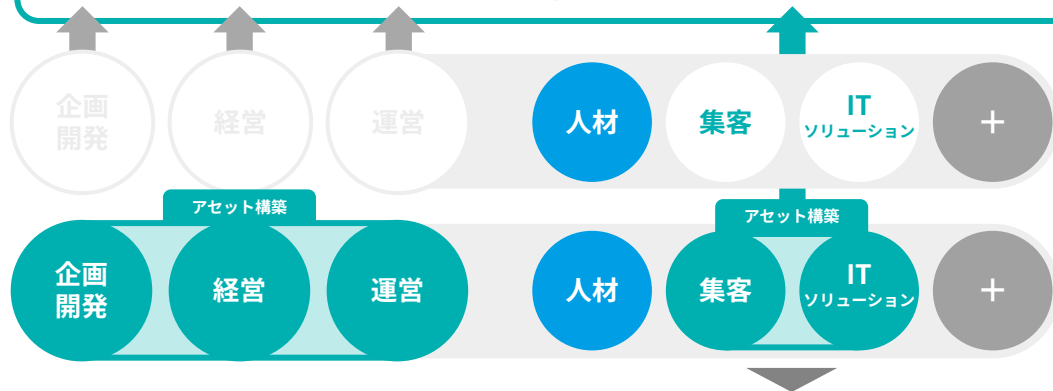 企画
開発
経営
運営
人材
集客
IT
ソリューション
+
アセット構築
アセット構築
企画
開発
経営
運営
人材
集客
IT
ソリューション
+